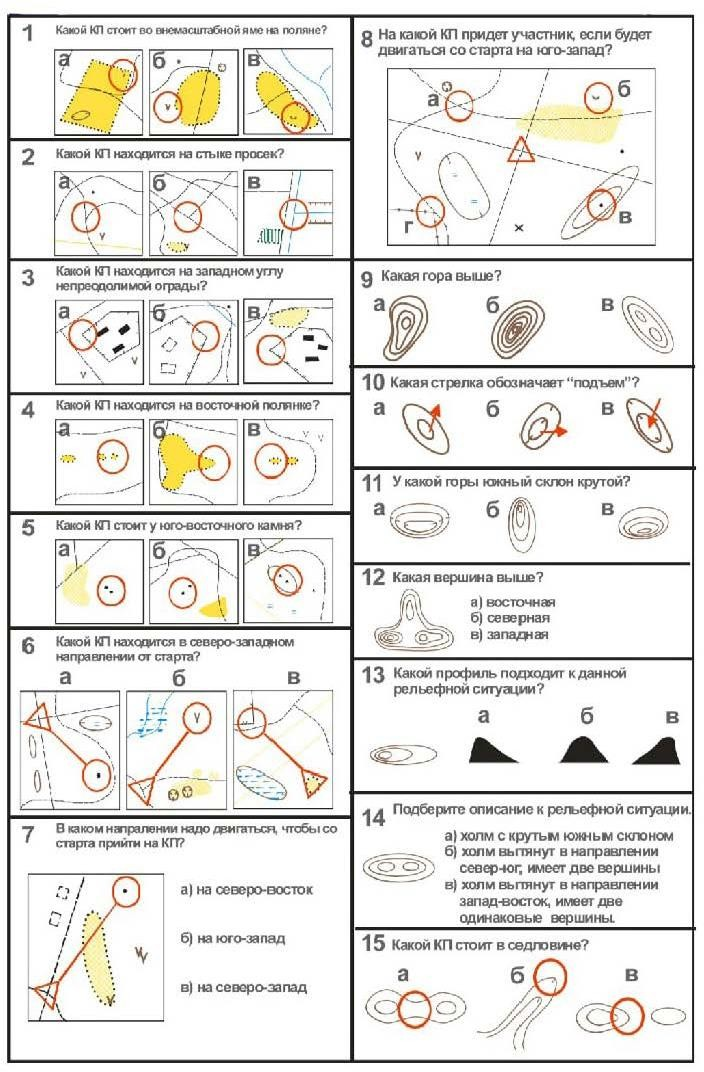 1 Какой КП стоит во внемасштабной яме на поляне?
а б в
2 Какой КП находится на стыке просек?
а б в
3 Какой КП находится на западном углу
непреодолимой ограды?
а б в
4 Какой КП находится на восточной полянке?
а б в
5 Какой КП стоит у юго-восточного камня?
а б в
6 Какой КП находится в северо-западном
направлении от старта?
а б в
7 В каком напралении надо двигаться, чтобы со
старта прийти на КП?
а) на северо-восток
б) на юго-запад
в) на северо-запад
8 На какой КП придет участник, если будет
двигаться со старта на юго-запад?
а б
г в
9 Какая гора выше?
а б в
10 Какая стрелка обозначает “подъем”?
а б в
11 У какой горы южный склон крутой?
а б в
12 Какая вершина выше?
а) восточная
б) северная
в) западная
13 Какой профиль подходит к данной
рельефной ситуации?
а б в
14 Подберите описание к рельефной ситуации.
а) холм с крутым южным склоном
б) холм вытянут в направлении
север-юг, имеет две вершины
в) холм вытянут в направлении
запад-восток, имеет две
одинаковые вершины.
15 Какой КП стоит в седловине?
а б в